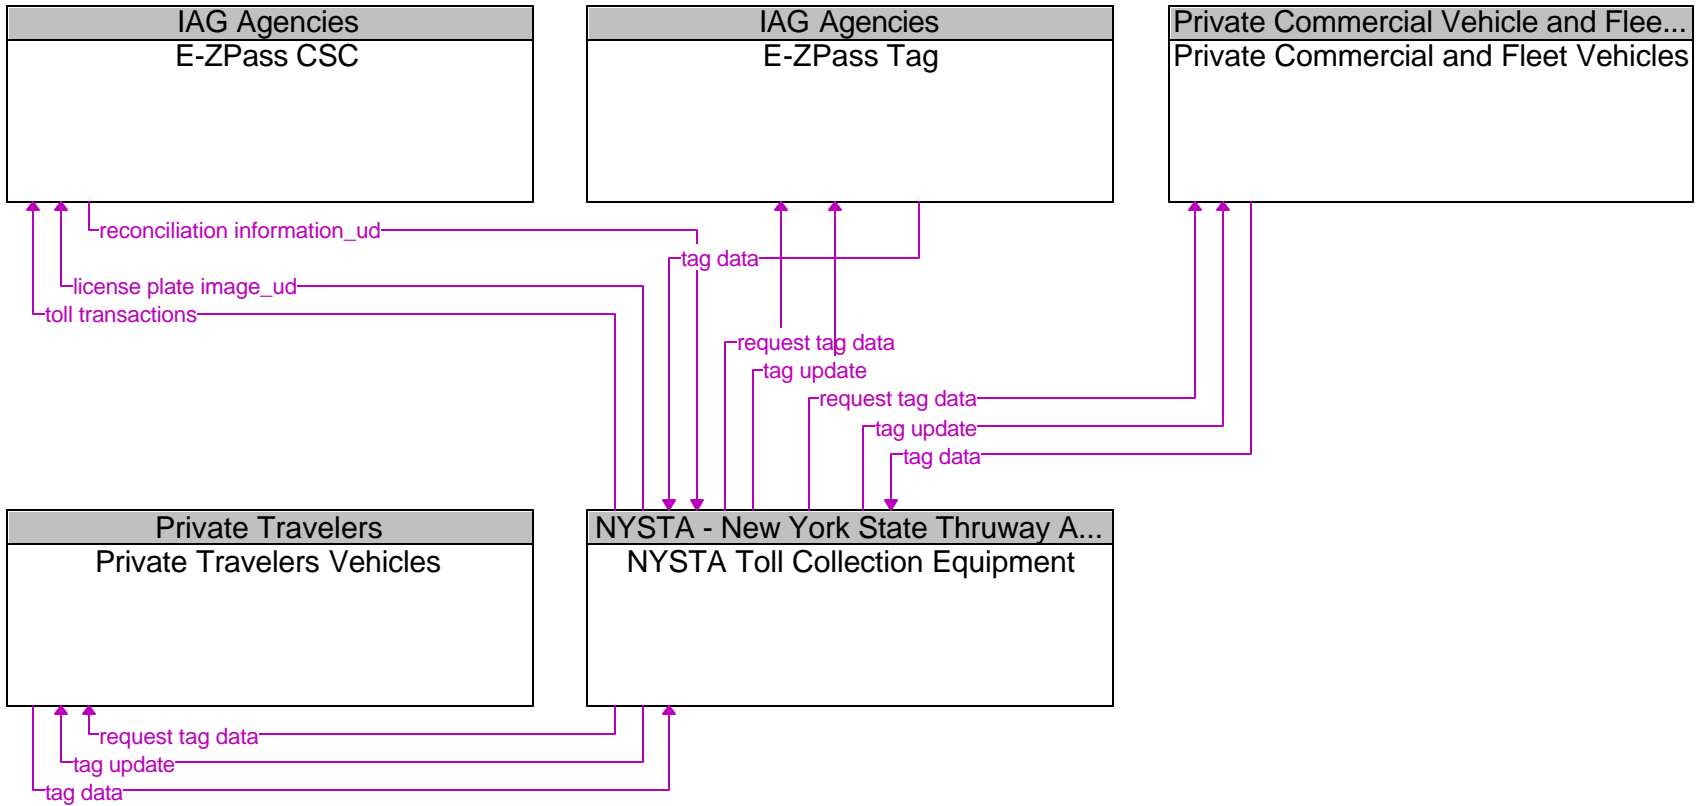 IAG Agencies
E-ZPass CSC
IAG Agencies
E-ZPass Tag
Private Commercial Vehicle and Flee...
Private Commercial and Fleet Vehicles
reconciliation information_ud
tag data
license plate image_ud
toll transactions
request tag data
tag update
request tag data
tag update
tag data
Private Travelers
Private Travelers Vehicles
NYSTA - New York State Thruway A...
NYSTA Toll Collection Equipment
request tag data
tag update
tag data